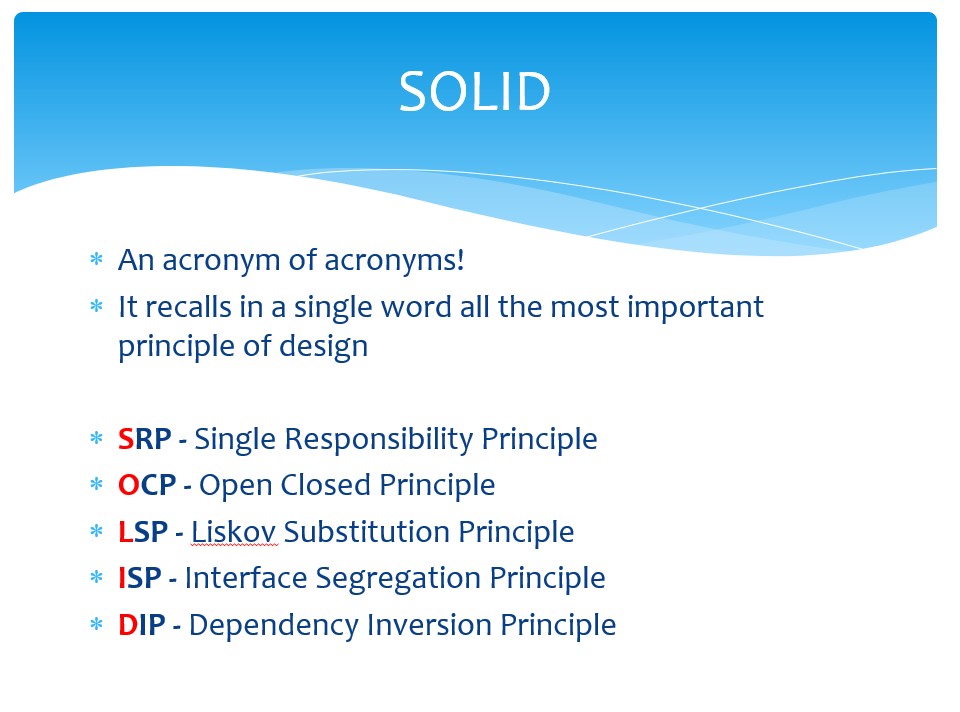 SOLID
An acronym of acronyms!
It recalls in a single word all the most important
principle of design
SRP - Single Responsibility Principle
OCP - Open Closed Principle
LSP - Liskov Substitution Principle
ISP - Interface Segregation Principle
DIP - Dependency Inversion Principle